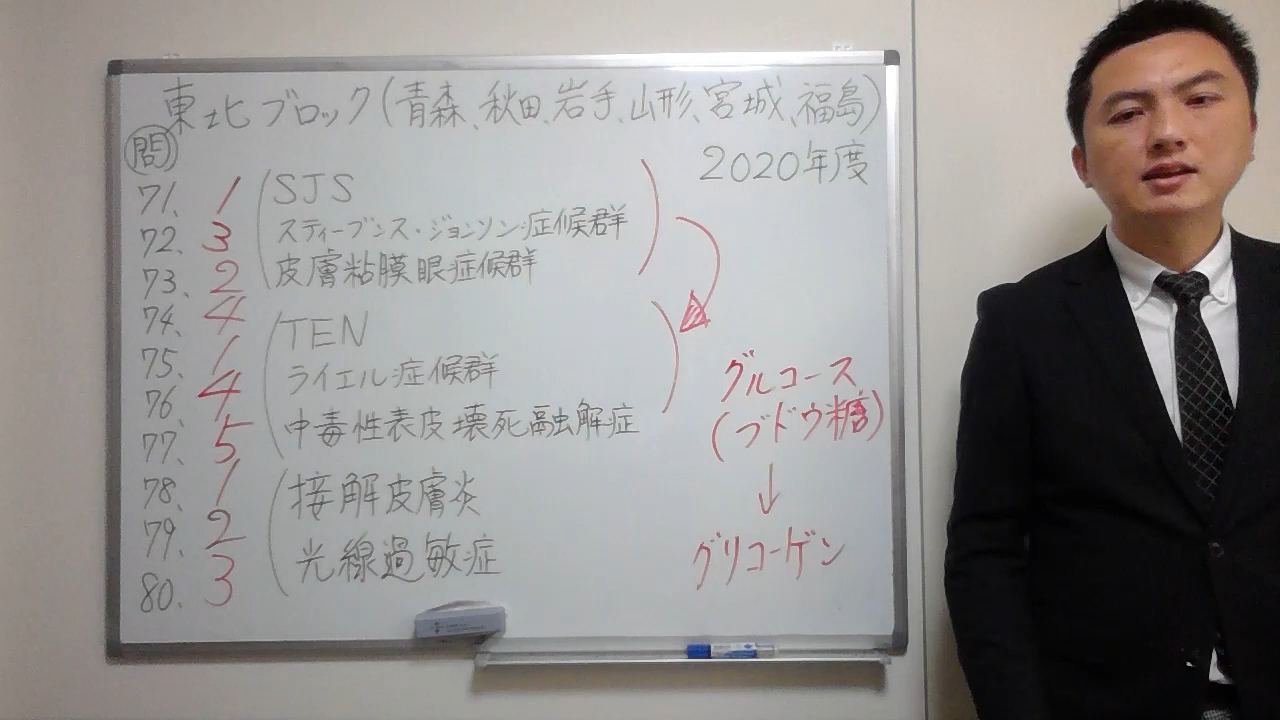 東北ブロック(青森、秋田、岩手、山形、宮城、福島)
2020年度
問
71. 1
72. 3
73. 2
74. 4
75. 1
76. 4
77. 5
78. 1
79. 2
80. 3
SJS
スティーブンス・ジョンソン症候群
皮膚粘膜眼症候群
TEN
ライエル症候群
中毒性表皮壊死融解症
接解皮膚炎
光線過敏症
グルコース
(ブドウ糖)
↓
グリコーゲン